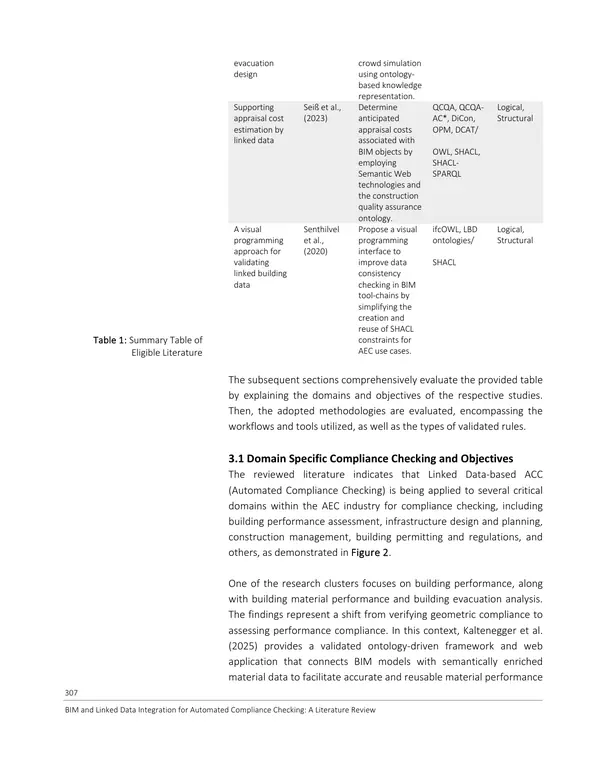 evacuation
design
crowd simulation
using ontology-
based knowledge
representation.
Supporting
appraisal cost
estimation by
linked data
Seiß et al.,
(2023)
Determine
anticipated
appraisal costs
associated with
BIM objects by
employing
Semantic Web
technologies and
the construction
quality assurance
ontology.
QCQA, QCQA-
AC*, DiCon,
OPM, DCAT/
OWL, SHACL,
SHACL-
SPARQL
Logical,
Structural
A visual
programming
approach for
validating
linked building
data
Senthilvel
et al.,
(2020)
Propose a visual
programming
interface to
improve data
consistency
checking in BIM
tool-chains by
simplifying the
creation and
reuse of SHACL
constraints for
AEC use cases.
ifcOWL, LBD
ontologies/
SHACL
Logical,
Structural
Table 1: Summary Table of
Eligible Literature
The subsequent sections comprehensively evaluate the provided table
by explaining the domains and objectives of the respective studies.
Then, the adopted methodologies are evaluated, encompassing the
workflows and tools utilized, as well as the types of validated rules.
3.1 Domain Specific Compliance Checking and Objectives
The reviewed literature indicates that Linked Data-based ACC
(Automated Compliance Checking) is being applied to several critical
domains within the AEC industry for compliance checking, including
building performance assessment, infrastructure design and planning,
construction management, building permitting and regulations, and
others, as demonstrated in Figure 2.
One of the research clusters focuses on building performance, along
with building material performance and building evacuation analysis.
The findings represent a shift from verifying geometric compliance to
assessing performance compliance. In this context, Kaltenegger et al.
(2025) provides a validated ontology-driven framework and web
application that connects BIM models with semantically enriched
material data to facilitate accurate and reusable material performance
307
BIM and Linked Data Integration for Automated Compliance Checking: A Literature Review